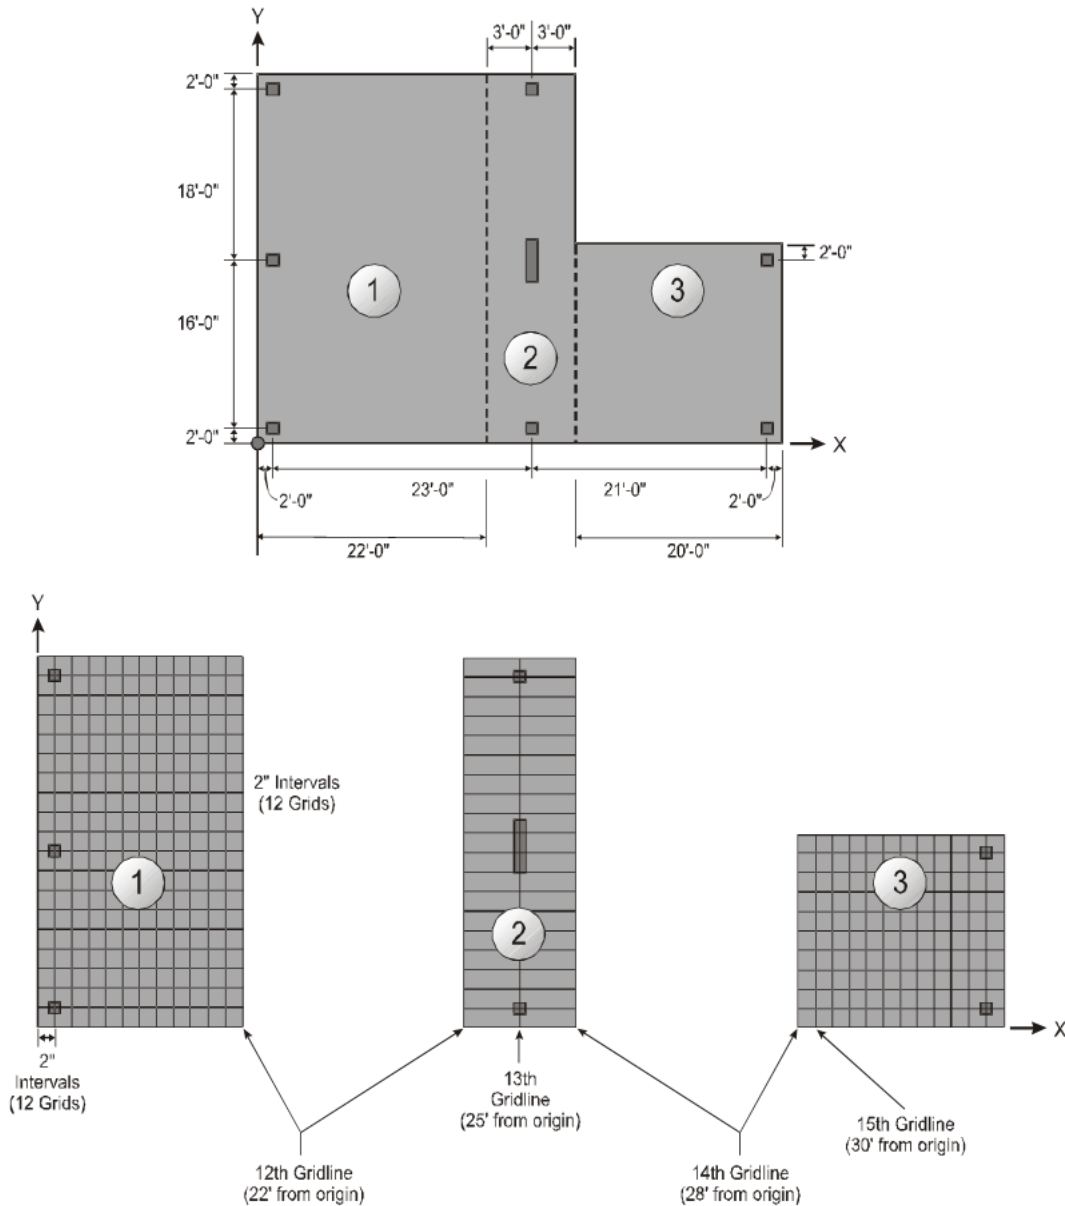 Y
3'-0" 3'-0"
2'-0"
18'-0"
2'-0"
1
3
16'-0"
2
2'-0"
X
23'-0" 21'-0"
2'-0" 2'-0"
22'-0" 20'-0"
Y
2" Intervals
(12 Grids)
1
3
2
X
2"
Intervals
(12 Grids)
13th
Gridline
(25' from origin)
15th Gridline
(30' from origin)
12th Gridline
(22' from origin)
14th Gridline
(28' from origin)